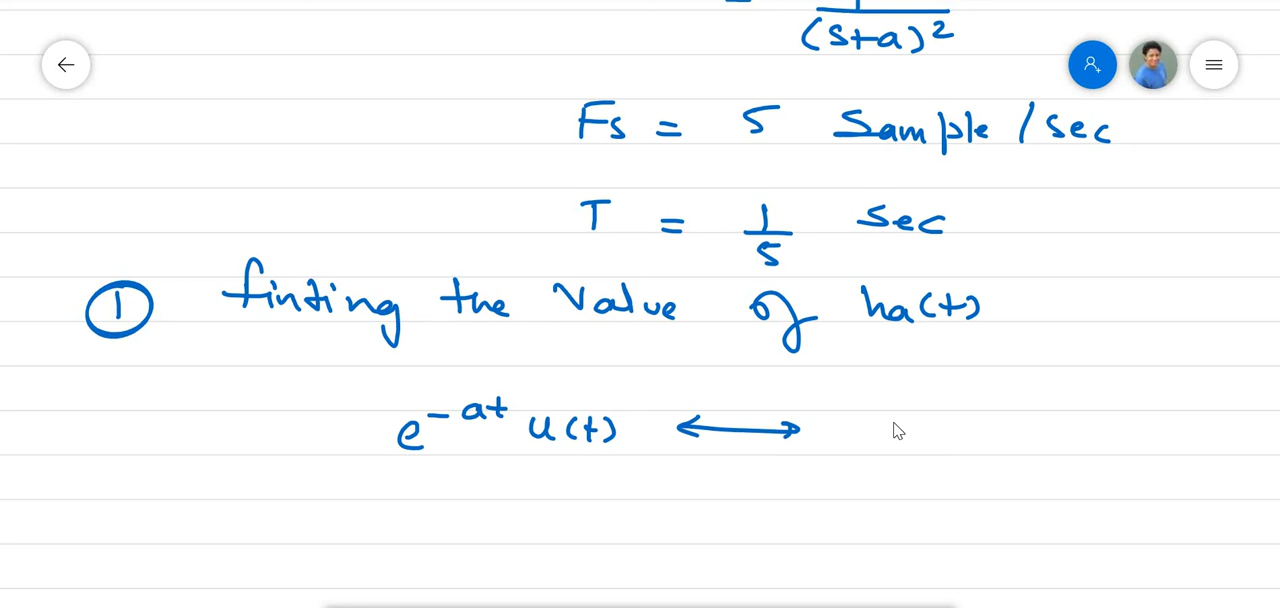 (s+a)²
Fs = 5 Sample/sec
T = 1/5 sec
① finting the value of ha(t)
e^-at u(t) ⟷